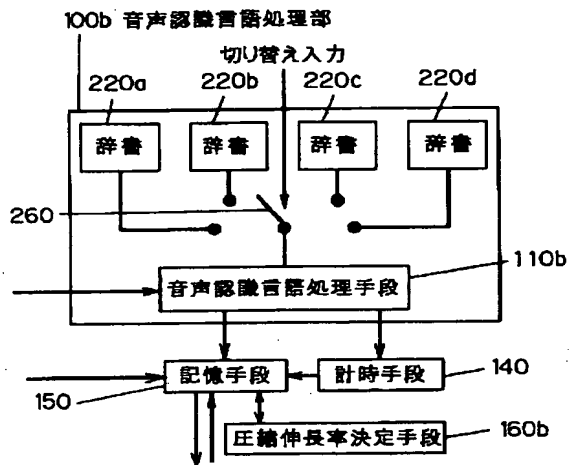 100b 音声認識言語処理部
切り替え入力
220a 220b 220c 220d
辞書 辞書 辞書 辞書
260
110b
音声認識言語処理手段
記憶手段 計時手段 140
150
圧縮伸長率決定手段 160b